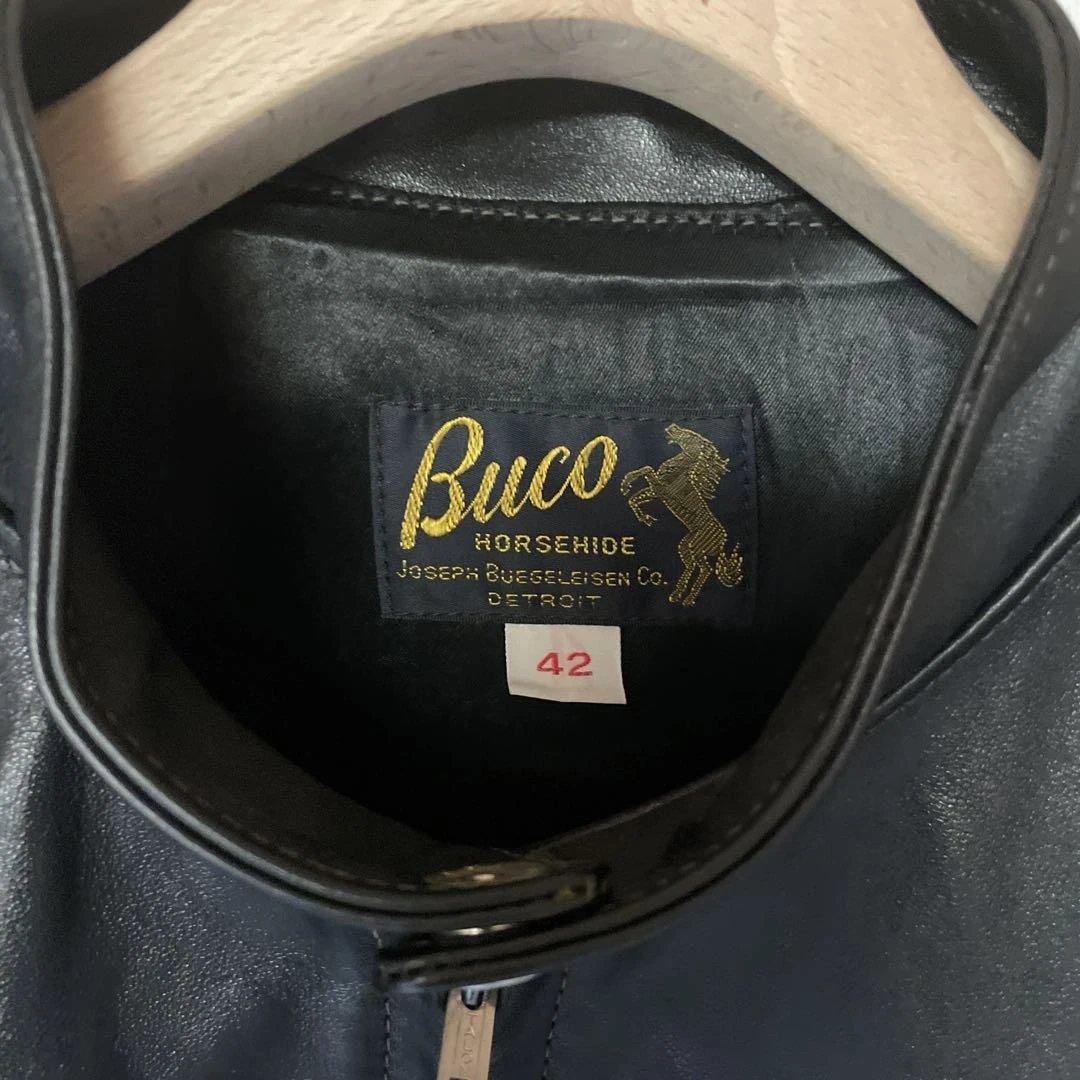 Buco
HORSEHIDE
JOSEPH BUEGELEISEN CO.
DETROIT
42